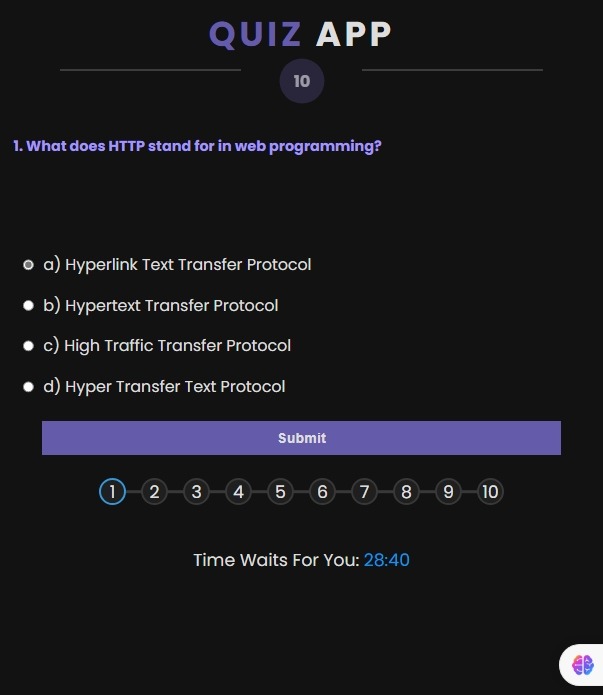 QUIZ APP
10
1. What does HTTP stand for in web programming?
a) Hyperlink Text Transfer Protocol
b) Hypertext Transfer Protocol
c) High Traffic Transfer Protocol
d) Hyper Transfer Text Protocol
Submit
1 2 3 4 5 6 7 8 9 10
Time Waits For You: 28:40